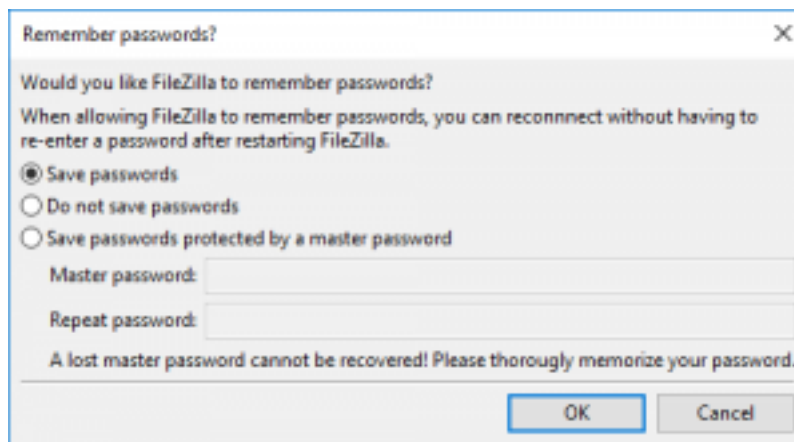 Remember passwords?
Would you like FileZilla to remember passwords?
When allowing FileZilla to remember passwords, you can reconnnect without having to
re-enter a password after restarting FileZilla.
Save passwords
Do not save passwords
Save passwords protected by a master password
Master password:
Repeat password:
A lost master password cannot be recovered! Please thorougly memorize your password.
OK Cancel